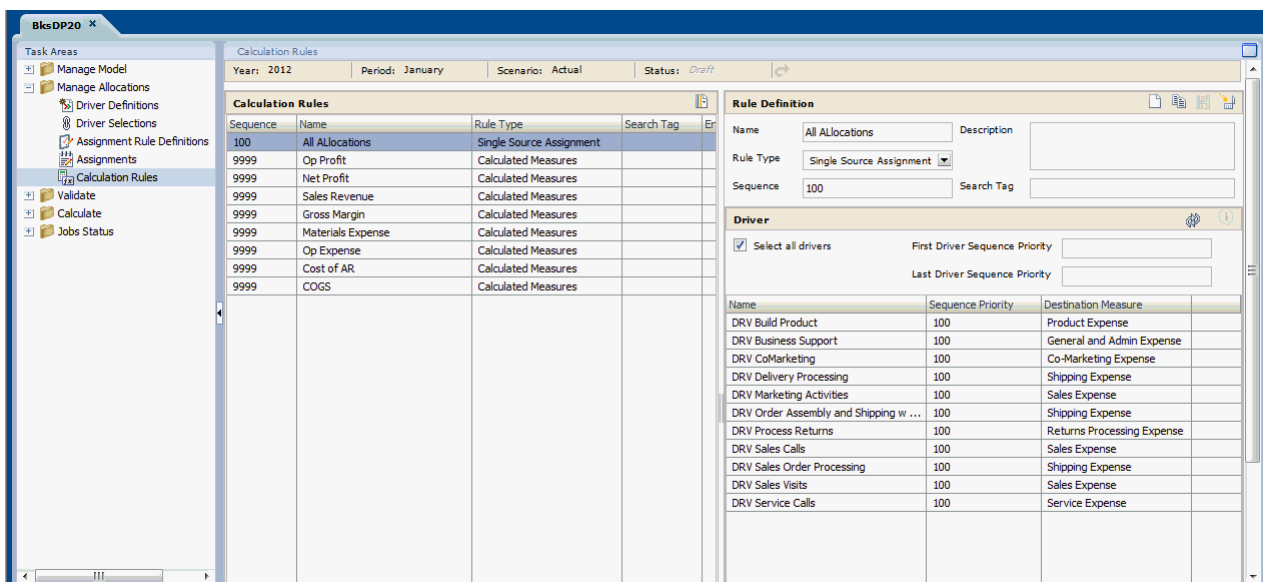 BksDP20 ×
Task Areas
Manage Model
Manage Allocations
Driver Definitions
Driver Selections
Assignment Rule Definitions
Assignments
Calculation Rules
Validate
Calculate
Jobs Status
Calculation Rules
Year: 2012 Period: January Scenario: Actual Status: Draft
Calculation Rules
Sequence Name Rule Type Search Tag En
100 All ALlocations Single Source Assignment
9999 Op Profit Calculated Measures
9999 Net Profit Calculated Measures
9999 Sales Revenue Calculated Measures
9999 Gross Margin Calculated Measures
9999 Materials Expense Calculated Measures
9999 Op Expense Calculated Measures
9999 Cost of AR Calculated Measures
9999 COGS Calculated Measures
Rule Definition
Name All ALlocations Description
Rule Type Single Source Assignment
Sequence 100 Search Tag
Driver
Select all drivers First Driver Sequence Priority
Last Driver Sequence Priority
Name Sequence Priority Destination Measure
DRV Build Product 100 Product Expense
DRV Business Support 100 General and Admin Expense
DRV CoMarketing 100 Co-Marketing Expense
DRV Delivery Processing 100 Shipping Expense
DRV Marketing Activities 100 Sales Expense
DRV Order Assembly and Shipping w ... 100 Shipping Expense
DRV Process Returns 100 Returns Processing Expense
DRV Sales Calls 100 Sales Expense
DRV Sales Order Processing 100 Shipping Expense
DRV Sales Visits 100 Sales Expense
DRV Service Calls 100 Service Expense